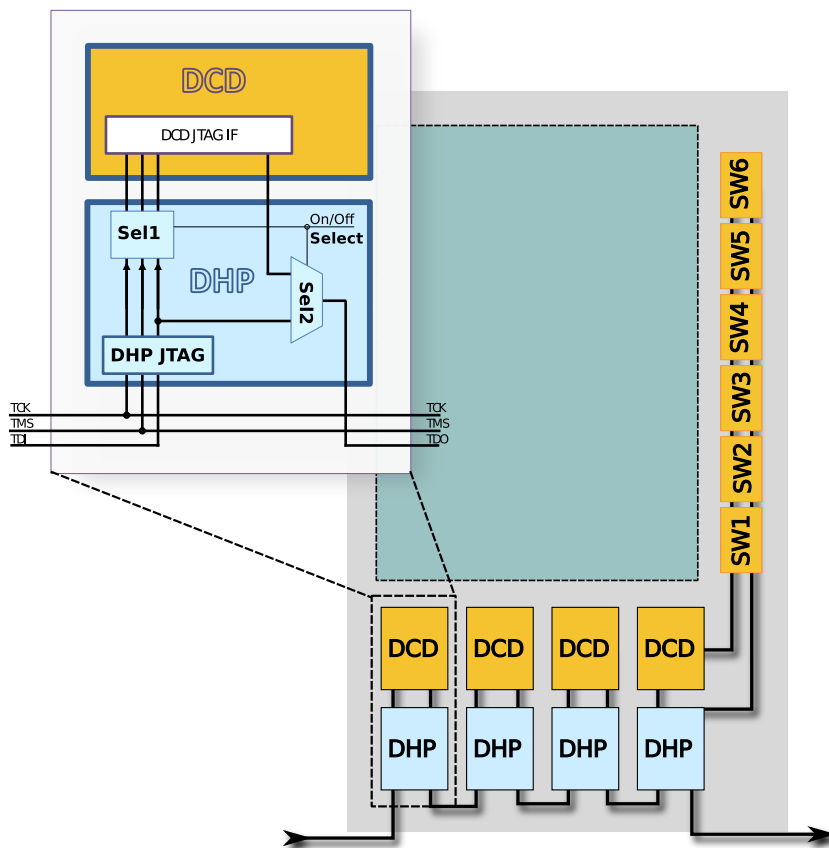 DCD
DCD JTAG IF
On/Off
Select
Sel1
DHP
Sel2
DHP JTAG
TCK
TMS
TDI
TCK
TMS
TDO
SW6
SW5
SW4
SW3
SW2
SW1
DCD DCD DCD DCD
DHP DHP DHP DHP